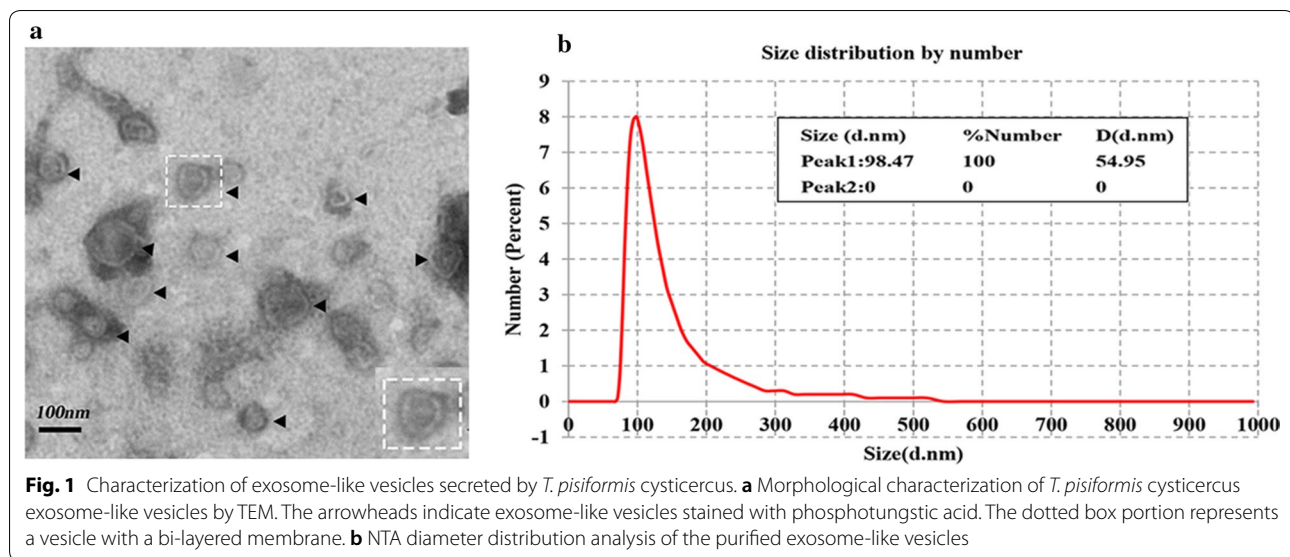 a
100nm
b
Size distribution by number
Number (Percent)
9
8
7
6
5
4
3
2
1
0
-1
Size (d.nm) %Number D(d.nm)
Peak1:98.47 100 54.95
Peak2:0 0 0
0 100 200 300 400 500 600 700 800 900 1000
Size(d.nm)
Fig. 1 Characterization of exosome-like vesicles secreted by T. pisiformis cysticercus. a Morphological characterization of T. pisiformis cysticercus
exosome-like vesicles by TEM. The arrowheads indicate exosome-like vesicles stained with phosphotungstic acid. The dotted box portion represents
a vesicle with a bi-layered membrane. b NTA diameter distribution analysis of the purified exosome-like vesicles